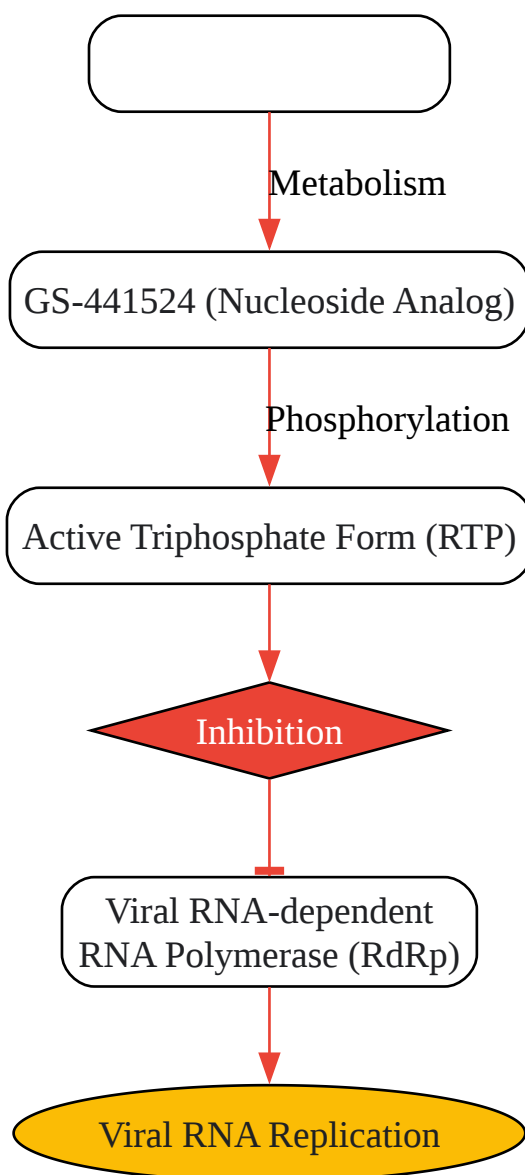 Metabolism
GS-441524 (Nucleoside Analog)
Phosphorylation
Active Triphosphate Form (RTP)
Inhibition
Viral RNA-dependent
RNA Polymerase (RdRp)
Viral RNA Replication